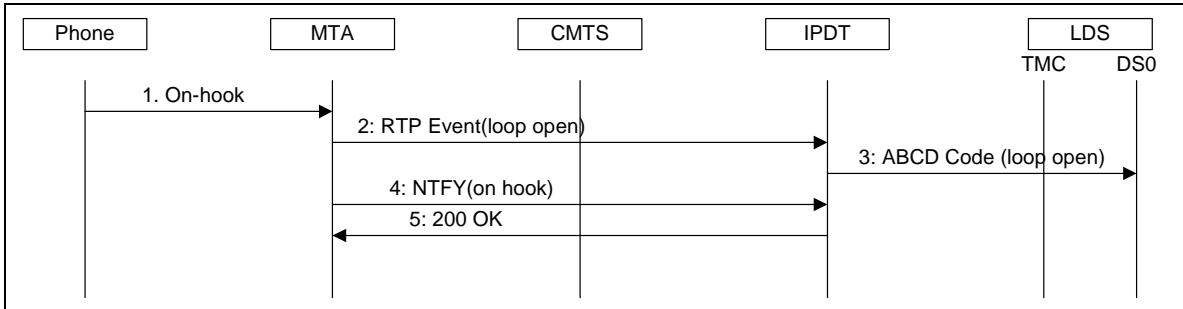 Phone MTA CMTS IPDT LDS
TMC DS0
1. On-hook
2: RTP Event(loop open)
3: ABCD Code (loop open)
4: NTFY(on hook)
5: 200 OK